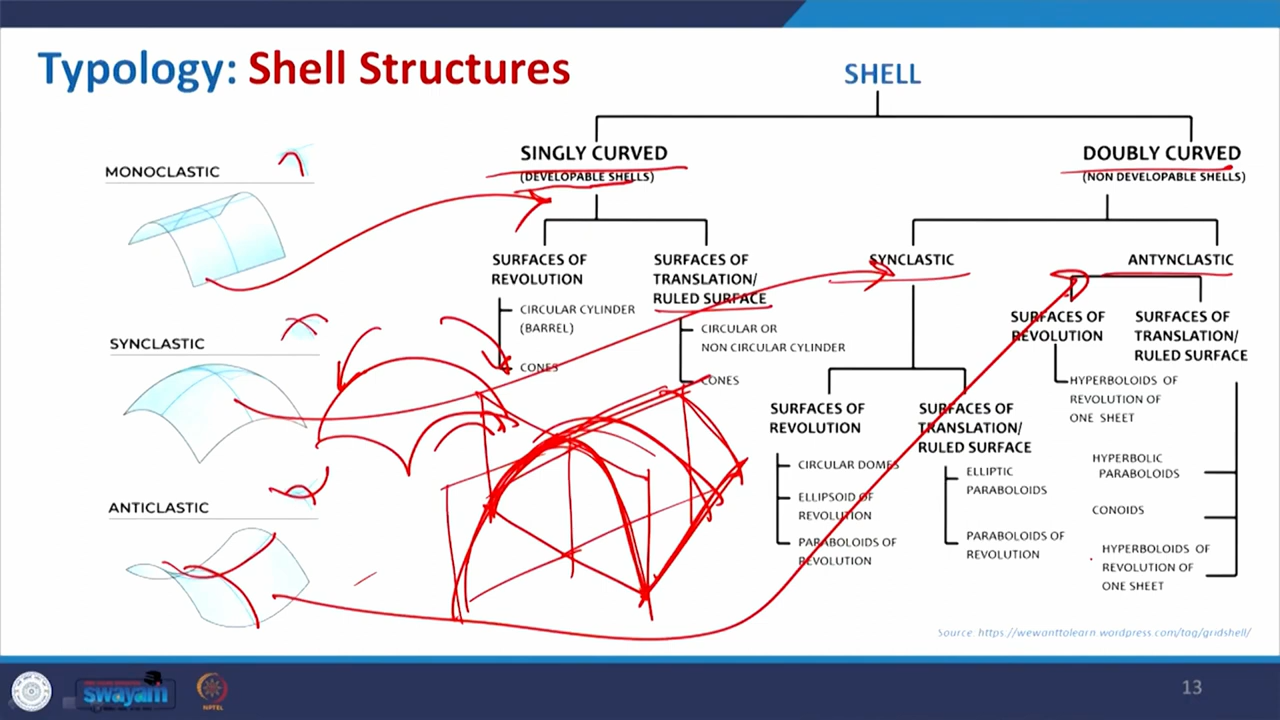 Typology: Shell Structures
MONOCLASTIC
SYNCLASTIC
ANTICLASTIC
SHELL
SINGLY CURVED
(DEVELOPABLE SHELLS)
SURFACES OF
REVOLUTION
CIRCULAR CYLINDER
(BARREL)
CONES
SURFACES OF
TRANSLATION/
RULED SURFACE
CIRCULAR OR
NON CIRCULAR CYLINDER
CONES
DOUBLY CURVED
(NON DEVELOPABLE SHELLS)
SYNCLASTIC
SURFACES OF
REVOLUTION
CIRCULAR DOMES
ELLIPSOID OF
REVOLUTION
PARABOLOIDS OF
REVOLUTION
SURFACES OF
TRANSLATION/
RULED SURFACE
ELLIPTIC
PARABOLOIDS
PARABOLOIDS OF
REVOLUTION
ANTYNCLASTIC
SURFACES OF
REVOLUTION
HYPERBOLOIDS OF
REVOLUTION OF
ONE SHEET
SURFACES OF
TRANSLATION/
RULED SURFACE
HYPERBOLIC
PARABOLOIDS
CONOIDS
HYPERBOLOIDS OF
REVOLUTION OF
ONE SHEET
Source: https://wewanttolearn.wordpress.com/tag/gridshell/
swayam
NPTEL
13